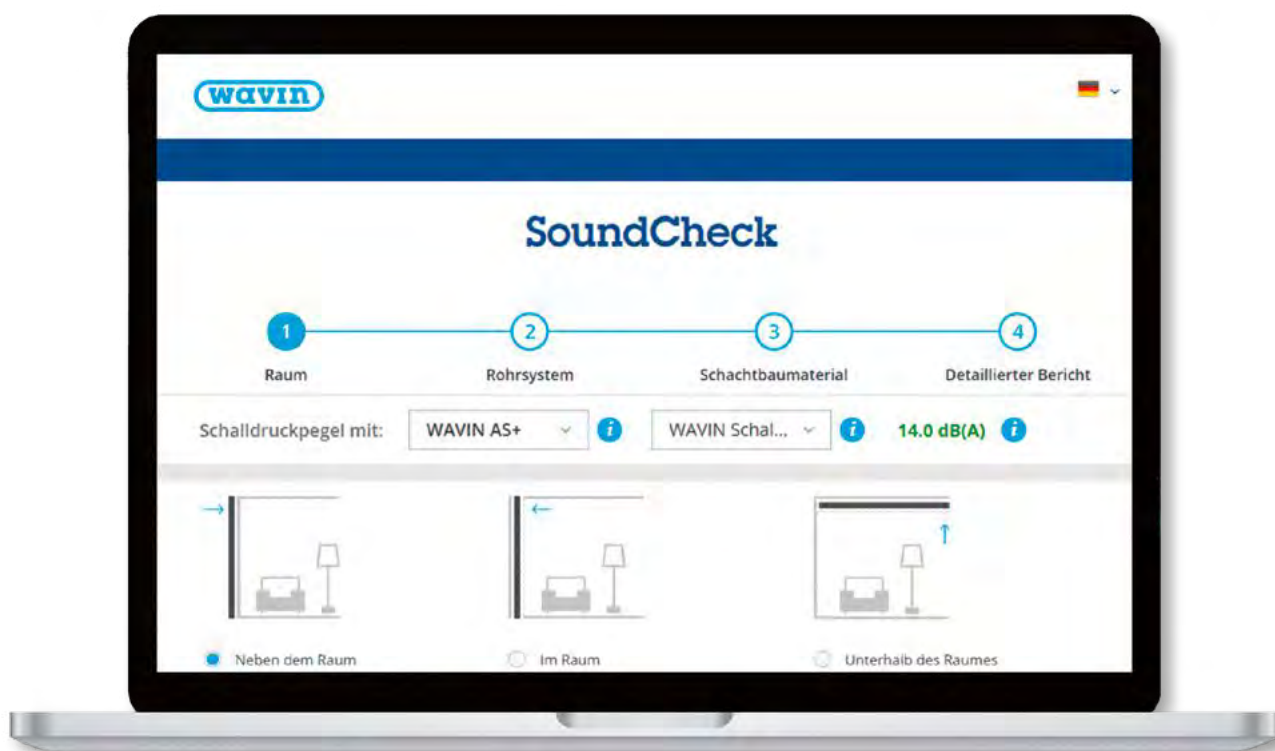 wavin
SoundCheck
1 2 3 4
Raum Rohrsystem Schachtbaumaterial Detaillierter Bericht
Schalldruckpegel mit: WAVIN AS+ i WAVIN Schal... i 14.0 dB(A) i
Neben dem Raum Im Raum Unterhalb des Raumes